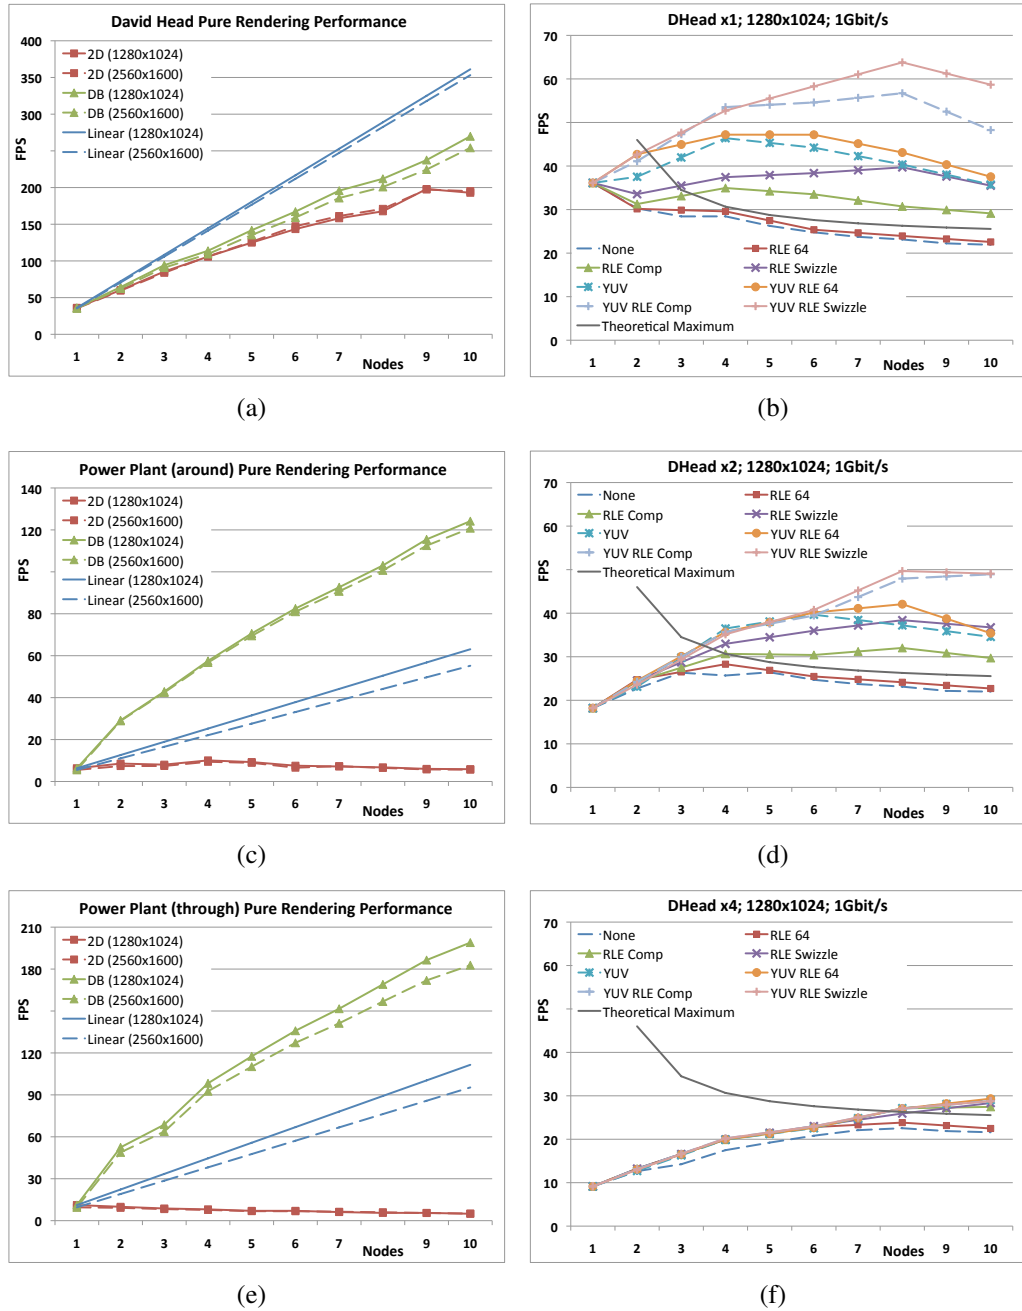 David Head Pure Rendering Performance
400
350
300
250
200
150
100
50
0
FPS
2D (1280x1024)
2D (2560x1600)
DB (1280x1024)
DB (2560x1600)
Linear (1280x1024)
Linear (2560x1600)
1 2 3 4 5 6 7 Nodes 9 10
(a)
DHead x1; 1280x1024; 1Gbit/s
70
60
50
40
30
20
10
0
FPS
None RLE 64
RLE Comp RLE Swizzle
YUV YUV RLE 64
YUV RLE Comp YUV RLE Swizzle
Theoretical Maximum
1 2 3 4 5 6 7 Nodes 9 10
(b)
Power Plant (around) Pure Rendering Performance
140
120
100
80
60
40
20
0
FPS
2D (1280x1024)
2D (2560x1600)
DB (1280x1024)
DB (2560x1600)
Linear (1280x1024)
Linear (2560x1600)
1 2 3 4 5 6 7 Nodes 9 10
(c)
DHead x2; 1280x1024; 1Gbit/s
70
60
50
40
30
20
10
0
FPS
None RLE 64
RLE Comp RLE Swizzle
YUV YUV RLE 64
YUV RLE Comp YUV RLE Swizzle
Theoretical Maximum
1 2 3 4 5 6 7 Nodes 9 10
(d)
Power Plant (through) Pure Rendering Performance
210
180
150
120
90
60
30
0
FPS
2D (1280x1024)
2D (2560x1600)
DB (1280x1024)
DB (2560x1600)
Linear (1280x1024)
Linear (2560x1600)
1 2 3 4 5 6 7 Nodes 9 10
(e)
DHead x4; 1280x1024; 1Gbit/s
70
60
50
40
30
20
10
0
FPS
None RLE 64
RLE Comp RLE Swizzle
YUV YUV RLE 64
YUV RLE Comp YUV RLE Swizzle
Theoretical Maximum
1 2 3 4 5 6 7 Nodes 9 10
(f)